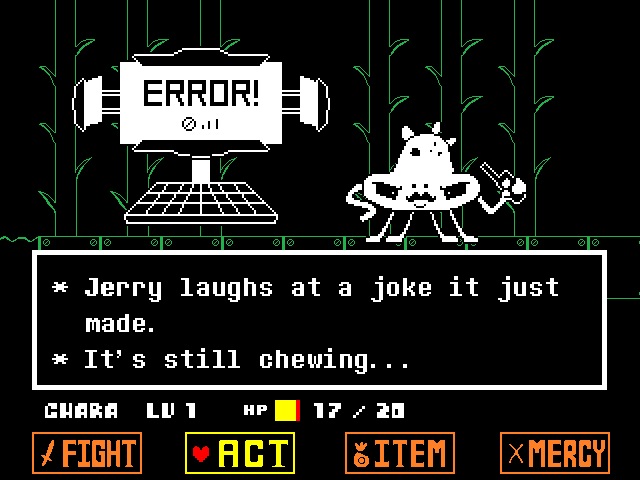 ERROR!
* Jerry laughs at a joke it just
made.
* It's still chewing...
CHARA LV 1 HP 17 / 20
FIGHT ACT ITEM MERCY